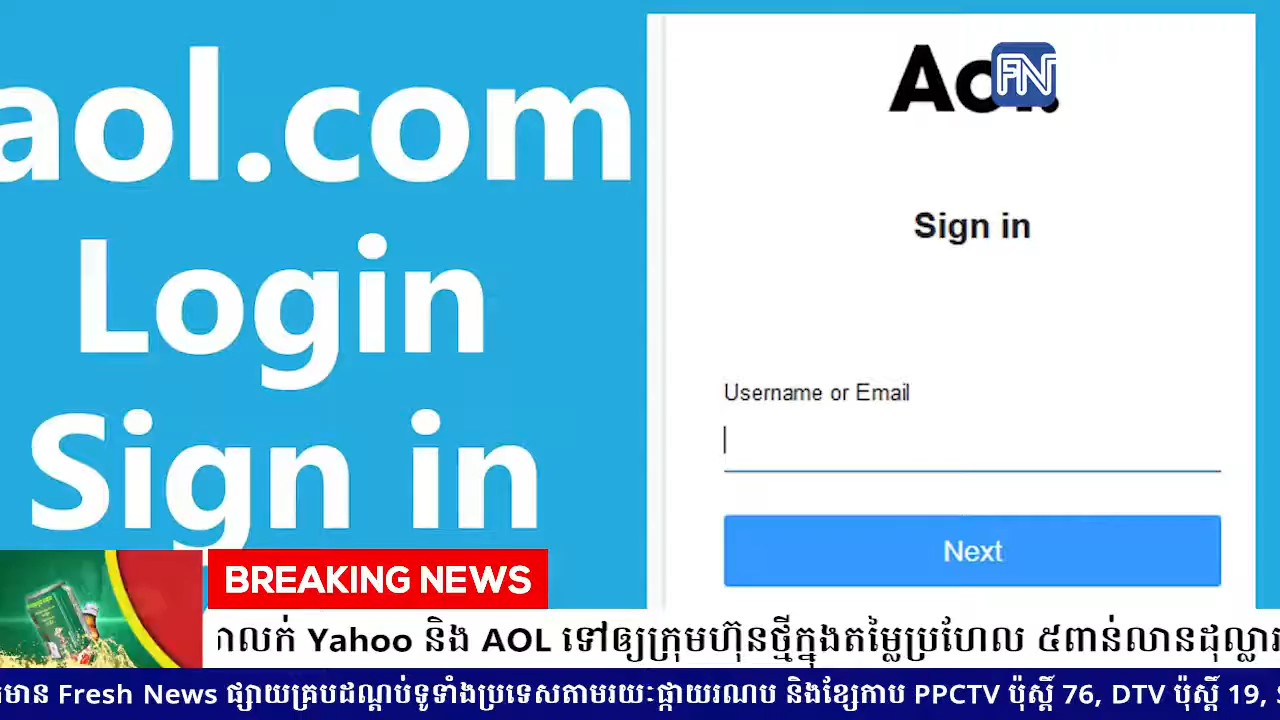 aol.com
Login
Sign in
Ao.
FN
Sign in
Username or Email
Next
BREAKING NEWS
លក់ Yahoo និង AOL ទៅឲ្យក្រុមហ៊ុនថ្មីក្នុងតម្លៃប្រហែល ៥ពាន់លានដុល្លារ
មាន Fresh News ផ្សាយគ្របដណ្តប់ទូទាំងប្រទេសតាមរយៈផ្កាយរណប និងខ្សែកាប PPCTV ប៉ុស្តិ៍ 76, DTV ប៉ុស្តិ៍ 19,